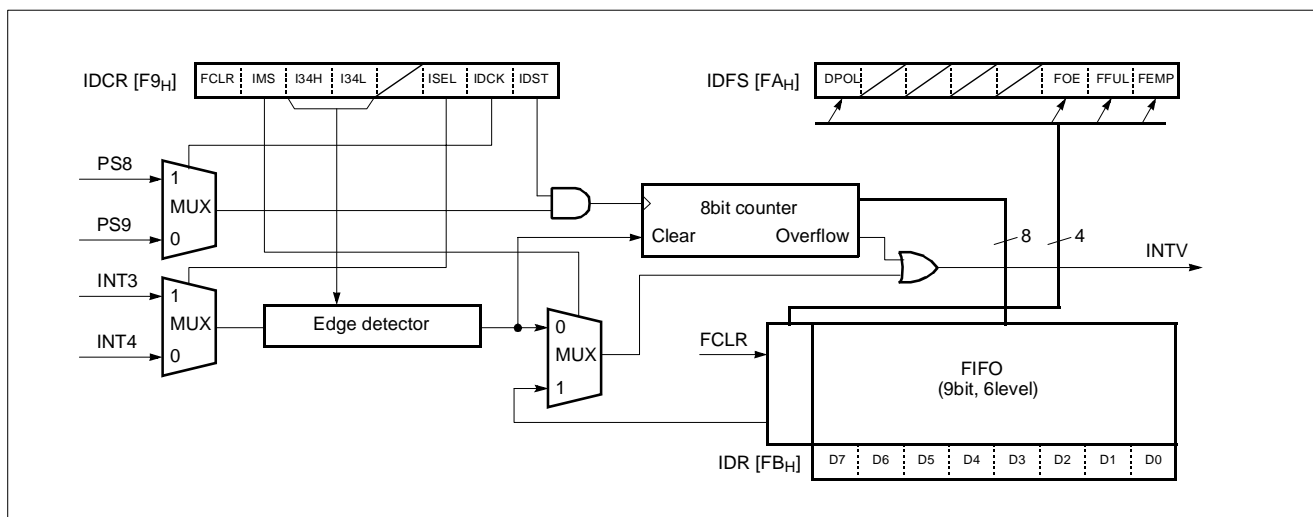 IDCR [F9H] FCLR IMS I34H I34L ISEL IDCK IDST
IDFS [FAH] DPOL FOE FFUL FEMP
PS8
1
MUX
PS9
0
8bit counter
Clear Overflow
8
4
INTV
INT3
1
MUX
INT4
0
Edge detector
0
MUX
1
FCLR
FIFO
(9bit, 6level)
IDR [FBH] D7 D6 D5 D4 D3 D2 D1 D0